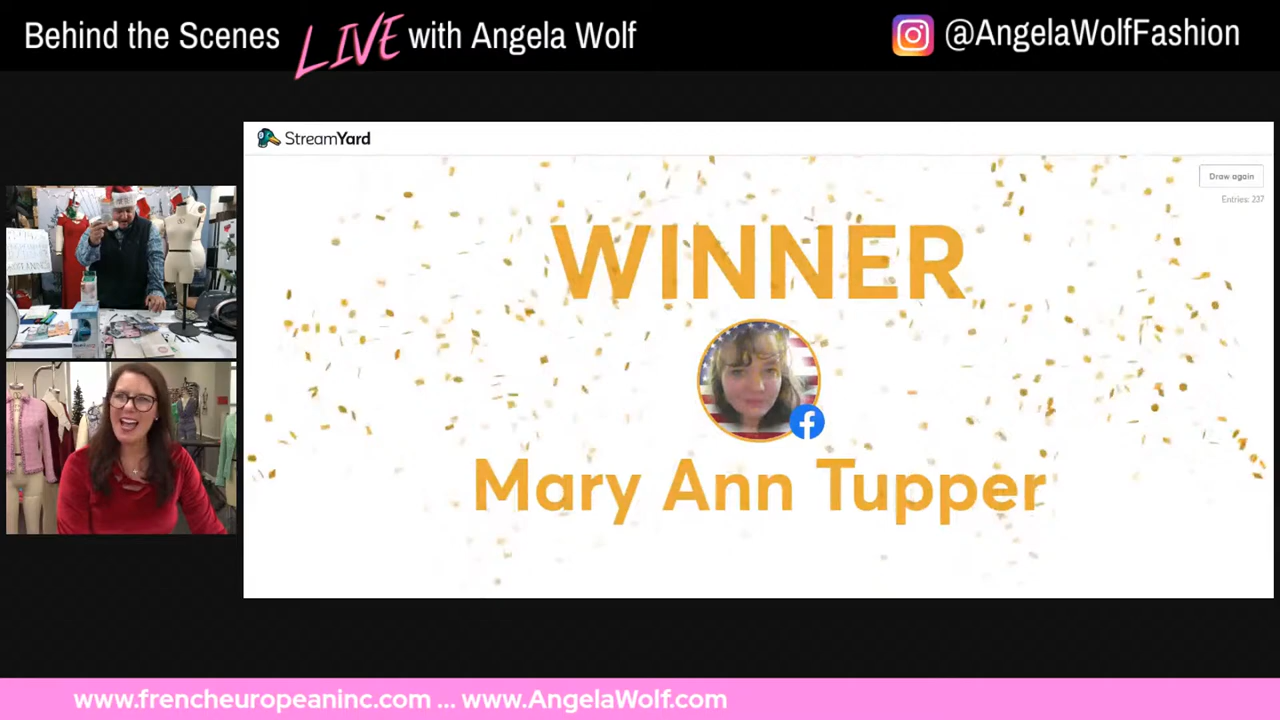 Behind the Scenes LIVE with Angela Wolf
@AngelaWolfFashion
StreamYard
Draw again
Entries: 237
WINNER
Mary Ann Tupper
www.frencheuropeaninc.com ... www.AngelaWolf.com